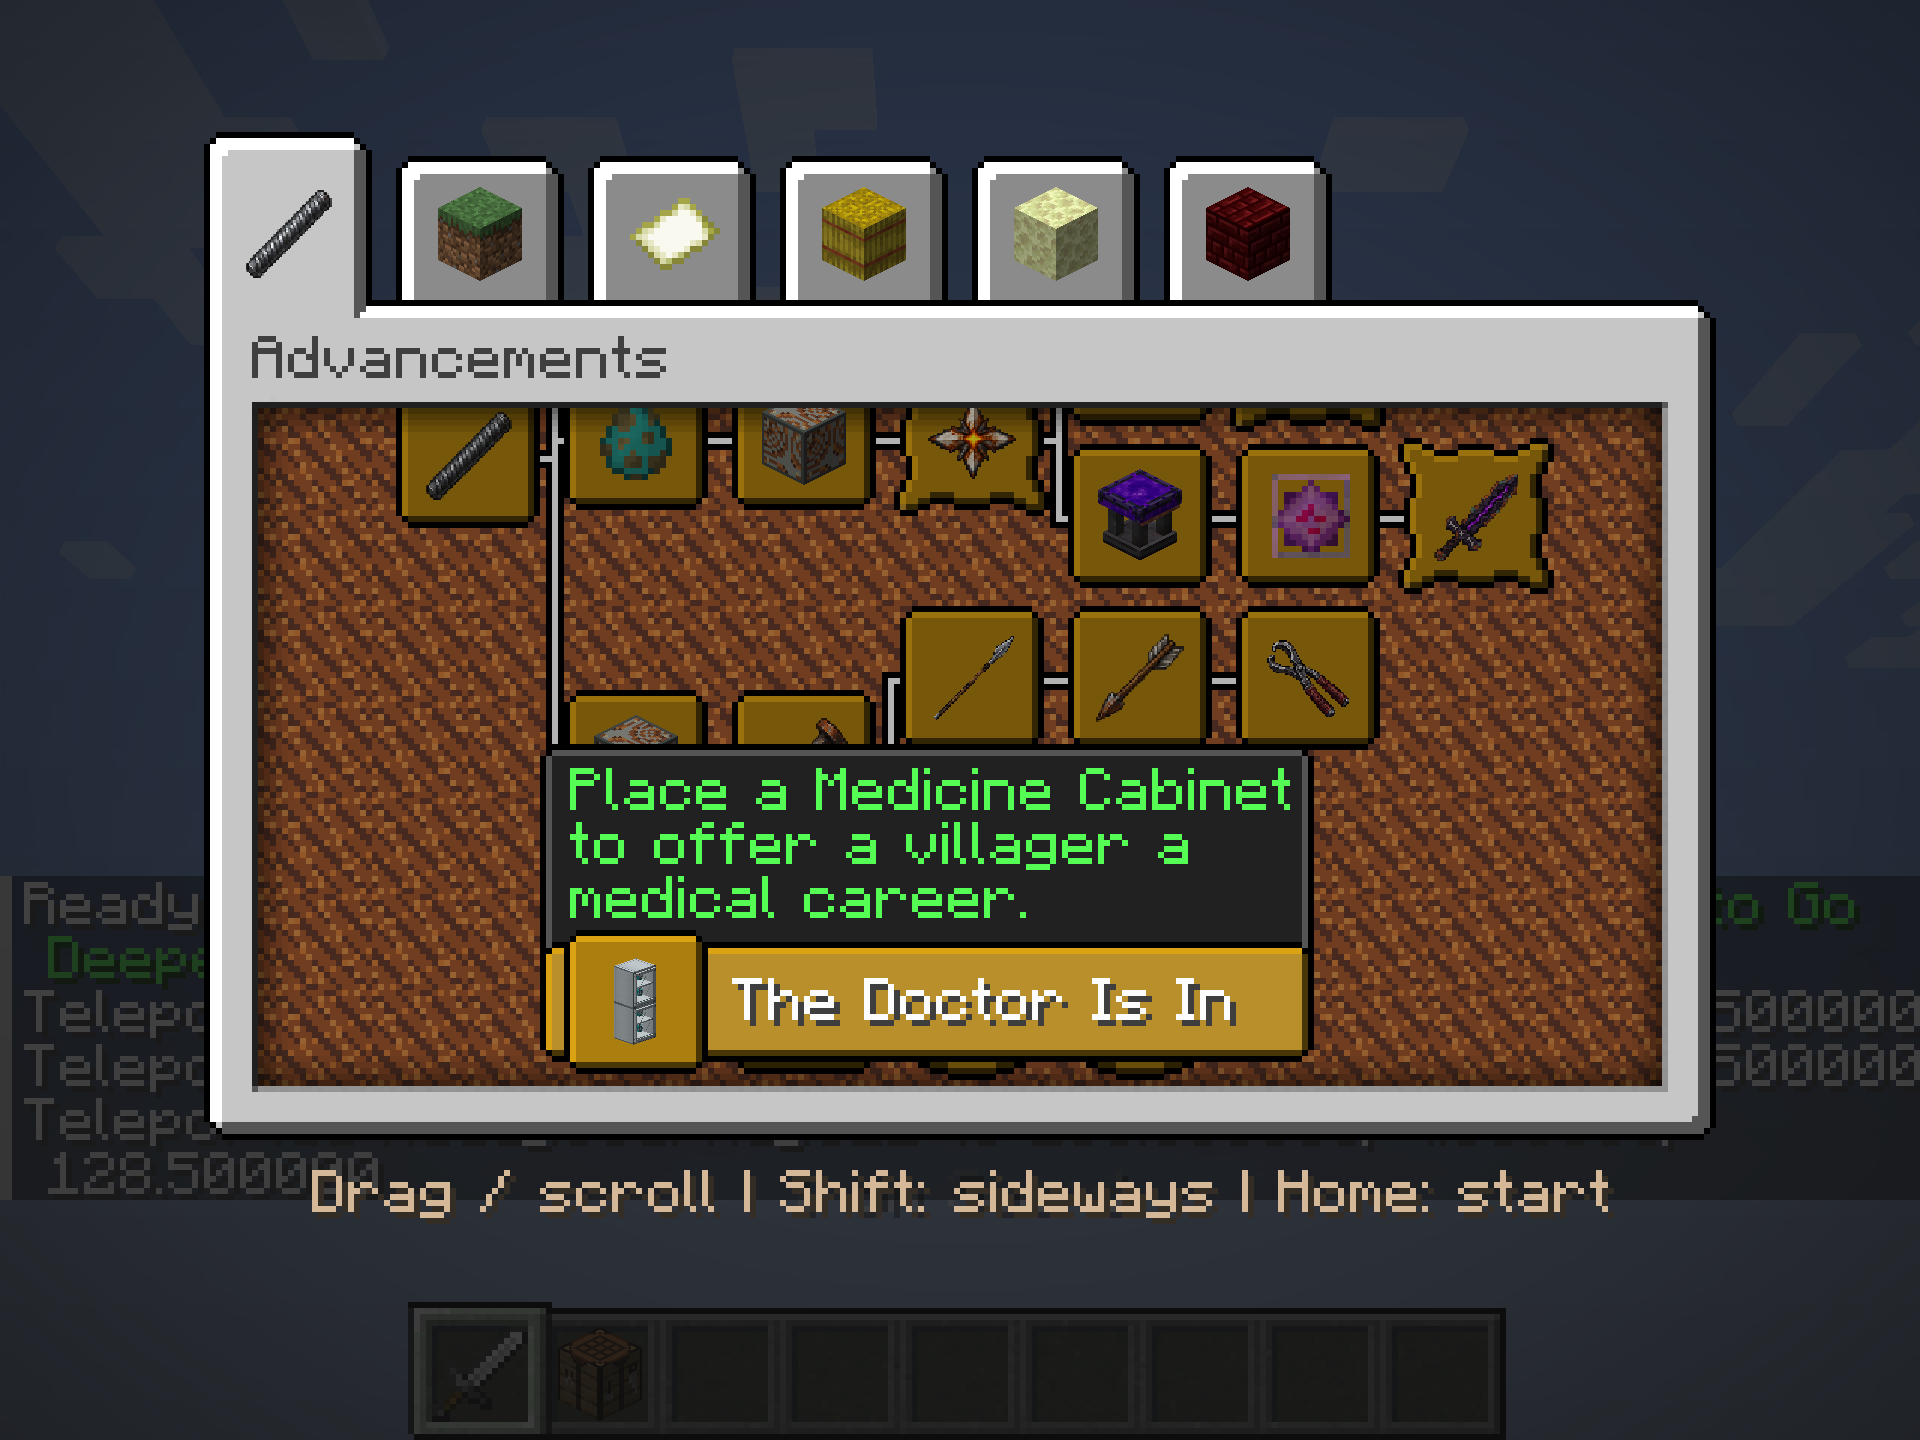 Advancements
Place a Medicine Cabinet
to offer a villager a
medical career.
The Doctor Is In
Ready to Go
Deepe
Telepo 500000
Telepo 500000
Telepo
128.500000
Drag / scroll | Shift: sideways | Home: start